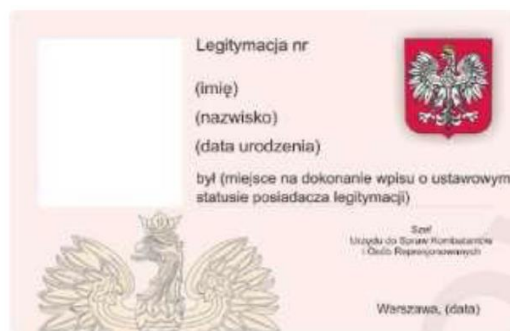 Legitymacja nr
(imię)
(nazwisko)
(data urodzenia)
był (miejsce na dokonanie wpisu o ustawowym
statusie posiadacza legitymacji)
Szef
Urzędu do Spraw Kombatantów
i Osób Represjonowanych
Warszawa, (data)